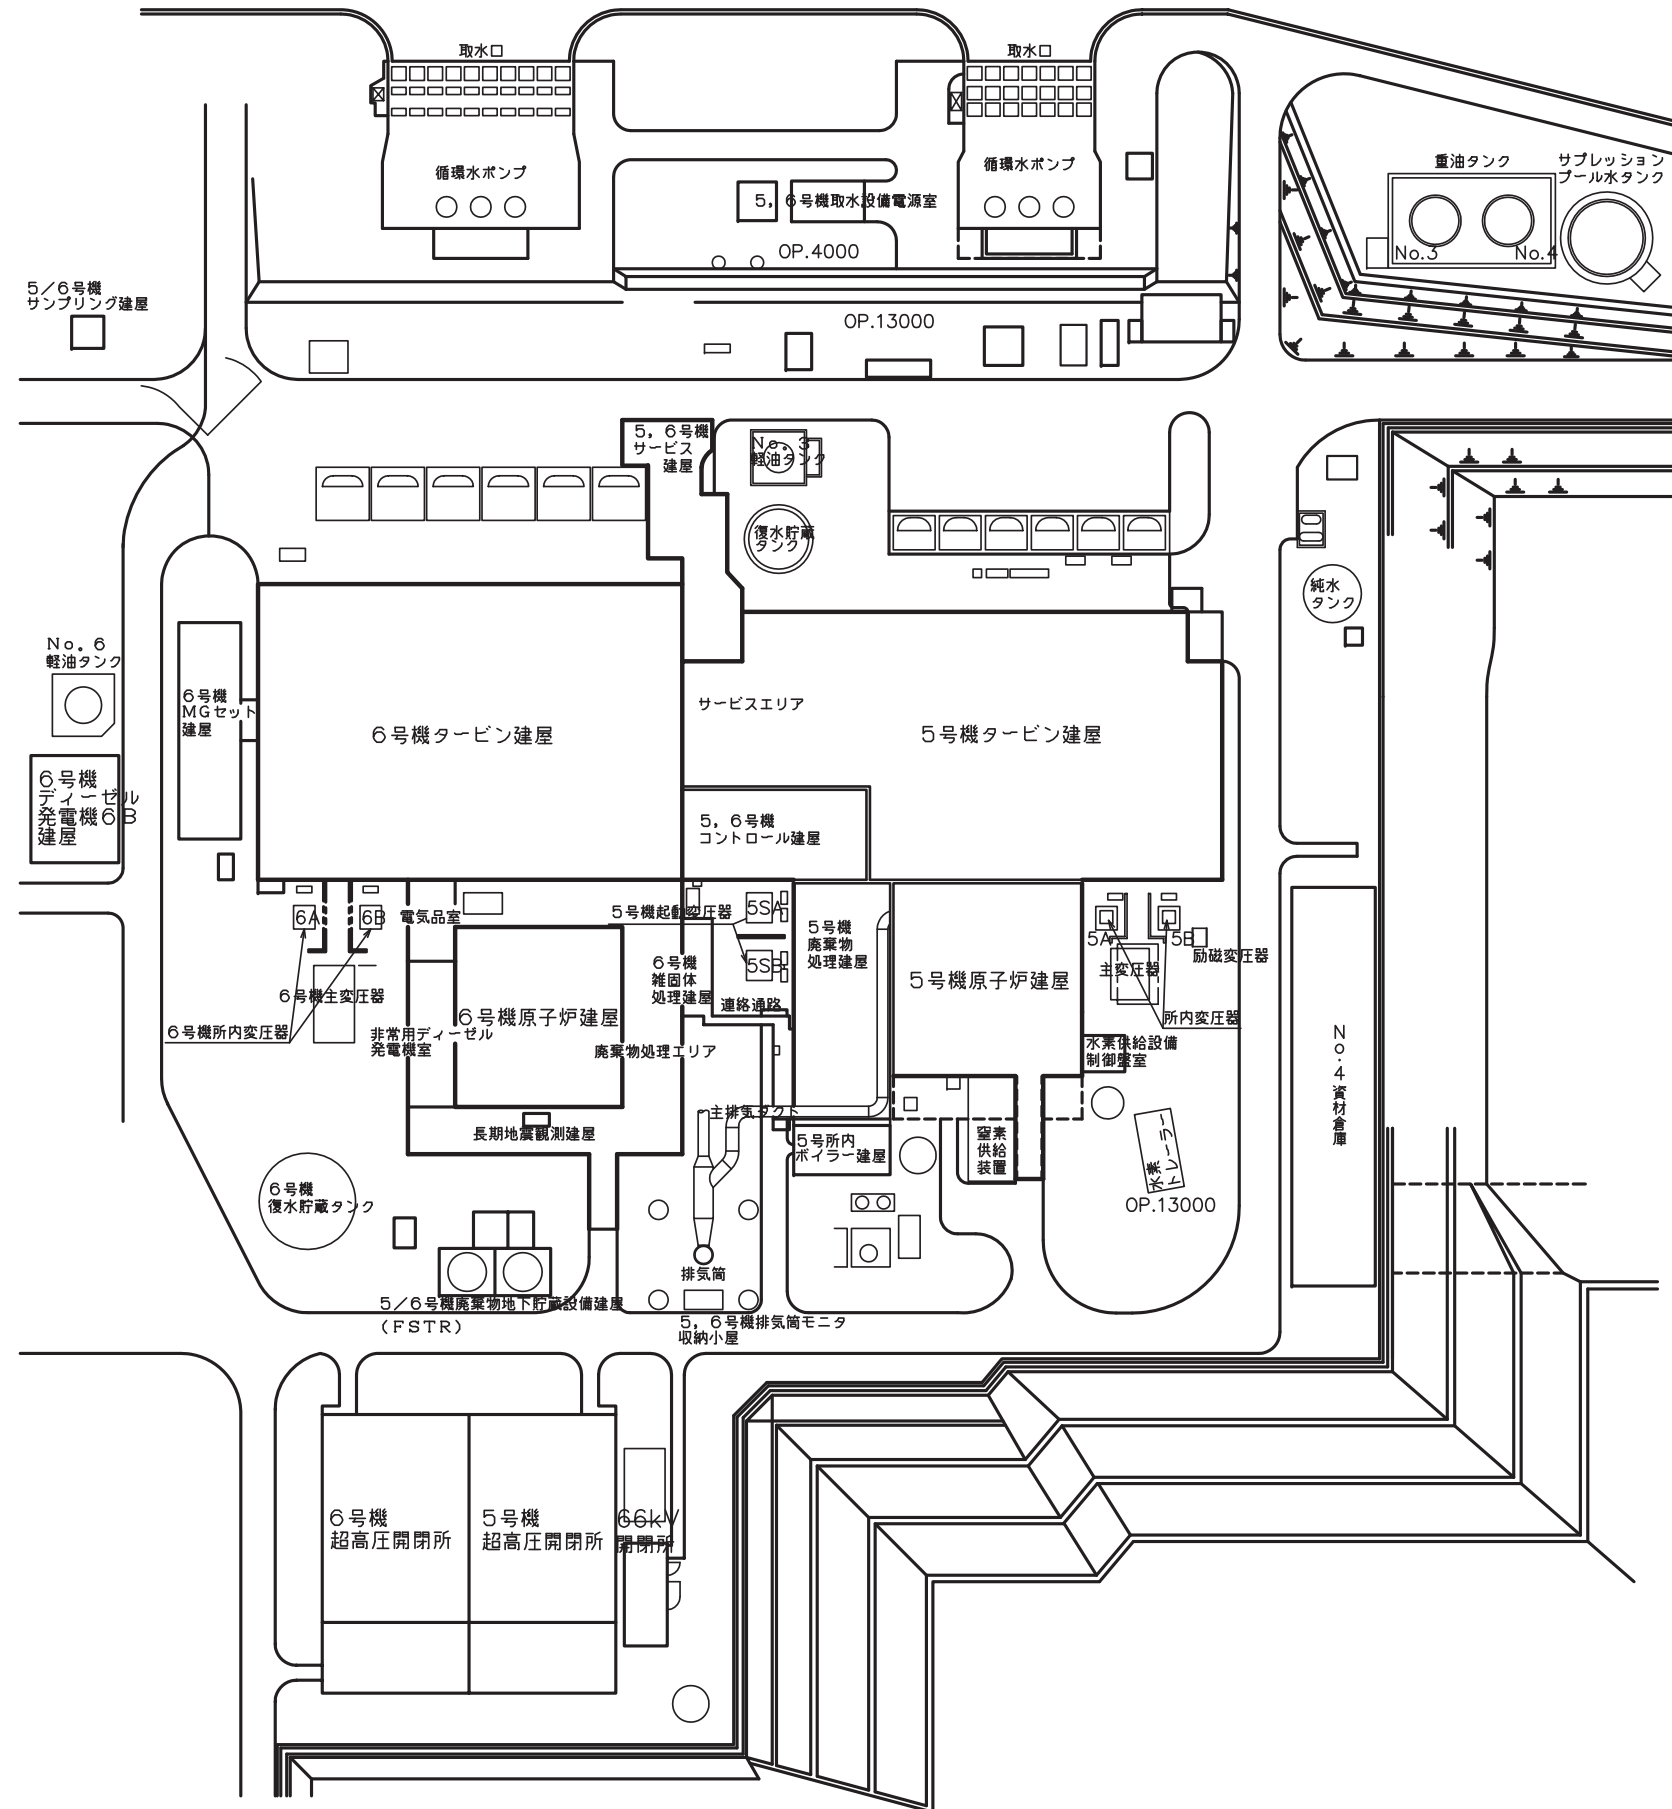 取水口
取水口
循環水ポンプ
循環水ポンプ
重油タンク
サプレッション
プール水タンク
5，6号機取水設備電源室
OP.4000
No.3
No.4
5／6号機
サンプリング建屋
OP.13000
5，6号機
サービス
建屋
No．3
軽油タンク
復水貯蔵
タンク
純水
タンク
No．6
軽油タンク
6号機
MGセット
建屋
6号機タービン建屋
サービスエリア
5号機タービン建屋
6号機
ディーゼル
発電機6B
建屋
5，6号機
コントロール建屋
6A
6B
電気品室
5号機起動変圧器
5SA
5SB
5号機
廃棄物
処理建屋
5A
5B
励磁変圧器
主変圧器
6号機
雑固体
処理建屋
5号機原子炉建屋
6号機主変圧器
連絡通路
6号機原子炉建屋
所内変圧器
6号機所内変圧器
非常用ディーゼル
発電機室
廃棄物処理エリア
水素供給設備
制御盤室
No.4資材倉庫
主排気ダクト
長期地震観測建屋
5号所内
ボイラー建屋
窒素
供給
装置
水素
トレーラー
6号機
復水貯蔵タンク
OP.13000
排気筒
5／6号機廃棄物地下貯蔵設備建屋
（FSTR）
5，6号機排気筒モニタ
収納小屋
6号機
超高圧開閉所
5号機
超高圧開閉所
66kV
開閉所